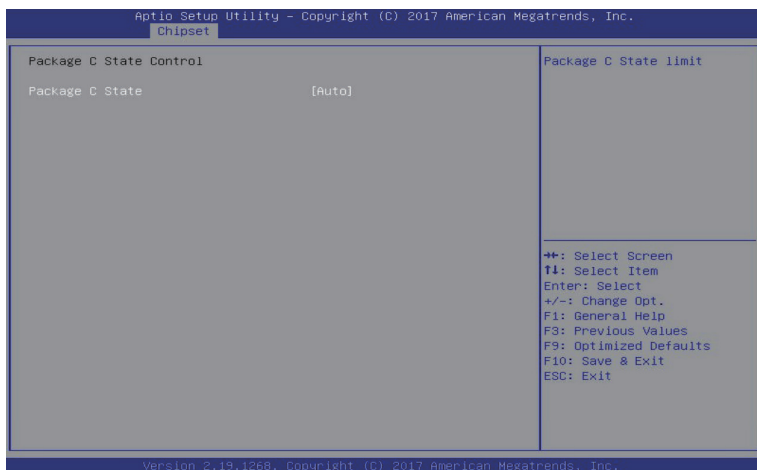 Aptio Setup Utility – Copyright (C) 2017 American Megatrends, Inc.
Chipset
Package C State Control
Package C State [Auto]
Package C State limit
→←: Select Screen
↑↓: Select Item
Enter: Select
+/-: Change Opt.
F1: General Help
F3: Previous Values
F9: Optimized Defaults
F10: Save & Exit
ESC: Exit
Version 2.19.1268. Copyright (C) 2017 American Megatrends, Inc.